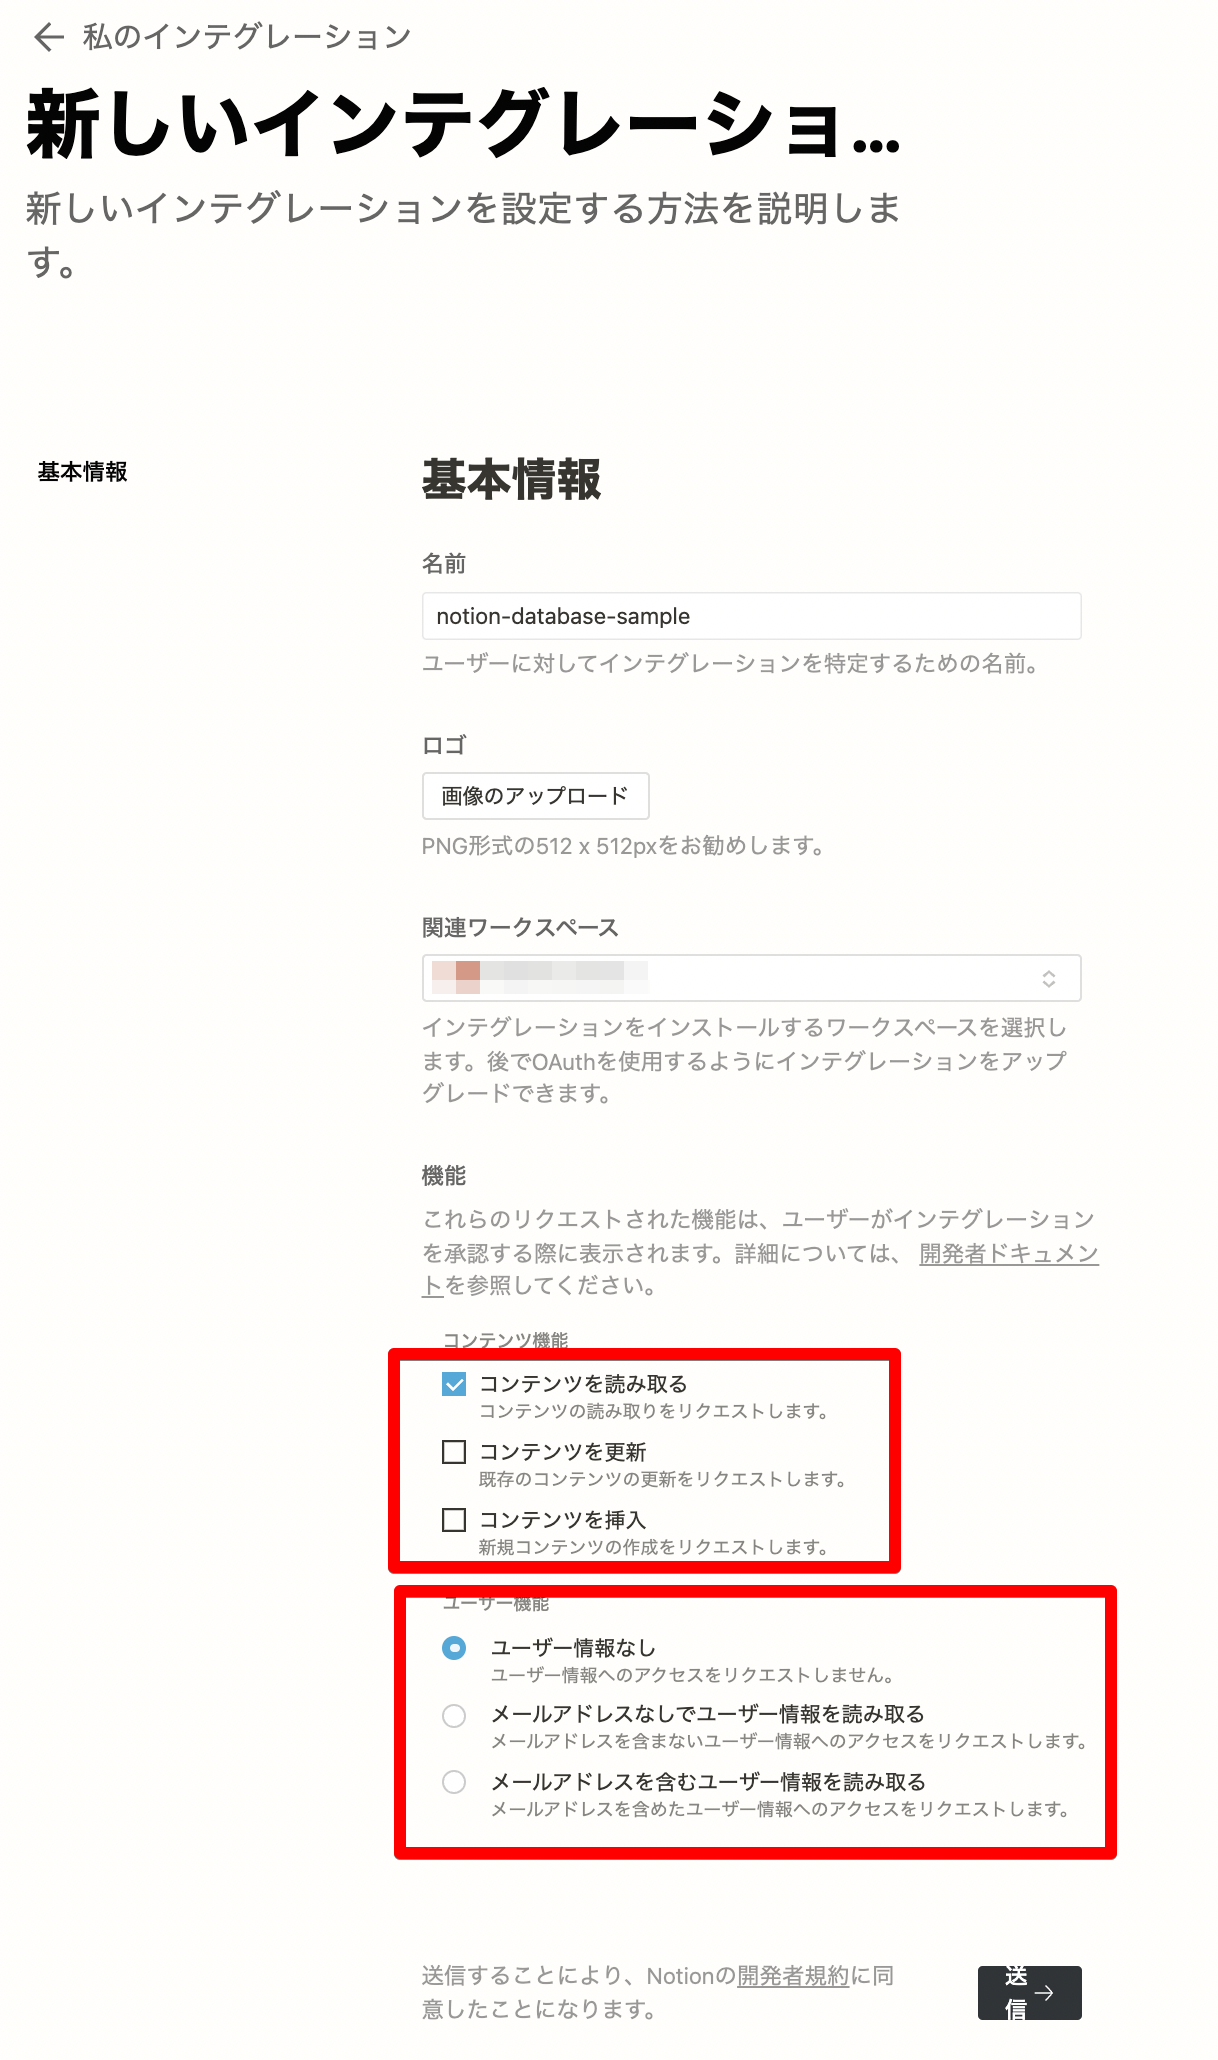 私のインテグレーション
新しいインテグレーショ...
新しいインテグレーションを設定する方法を説明しま
す。
基本情報
基本情報
名前
notion-database-sample
ユーザーに対してインテグレーションを特定するための名前。
ロゴ
画像のアップロード
PNG形式の512 x 512pxをお勧めします。
関連ワークスペース
インテグレーションをインストールするワークスペースを選択し
ます。後でOAuthを使用するようにインテグレーションをアップ
グレードできます。
機能
これらのリクエストされた機能は、ユーザーがインテグレーション
を承認する際に表示されます。詳細については、 開発者ドキュメン
トを参照してください。
コンテンツ機能
コンテンツを読み取る
コンテンツの読み取りをリクエストします。
コンテンツを更新
既存のコンテンツの更新をリクエストします。
コンテンツを挿入
新規コンテンツの作成をリクエストします。
ユーザー機能
ユーザー情報なし
ユーザー情報へのアクセスをリクエストしません。
メールアドレスなしでユーザー情報を読み取る
メールアドレスを含まないユーザー情報へのアクセスをリクエストします。
メールアドレスを含むユーザー情報を読み取る
メールアドレスを含めたユーザー情報へのアクセスをリクエストします。
送信することにより、Notionの開発者規約に同
意したことになります。
送
信